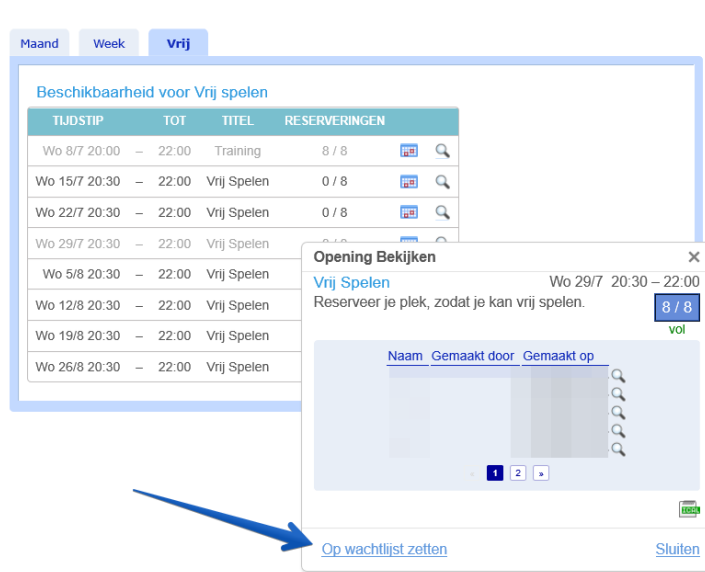 Maand Week Vrij
Beschikbaarheid voor Vrij spelen
TIJDSTIP TOT TITEL RESERVERINGEN
Wo 8/7 20:00 – 22:00 Training 8 / 8
Wo 15/7 20:30 – 22:00 Vrij Spelen 0 / 8
Wo 22/7 20:30 – 22:00 Vrij Spelen 0 / 8
Wo 29/7 20:30 – 22:00 Vrij Spelen
Wo 5/8 20:30 – 22:00 Vrij Spelen
Wo 12/8 20:30 – 22:00 Vrij Spelen
Wo 19/8 20:30 – 22:00 Vrij Spelen
Wo 26/8 20:30 – 22:00 Vrij Spelen
Opening Bekijken ×
Vrij Spelen Wo 29/7 20:30 – 22:00
Reserveer je plek, zodat je kan vrij spelen.
8 / 8
vol
Naam Gemaakt door Gemaakt op
« 1 2 »
ICAL
Op wachtlijst zetten Sluiten